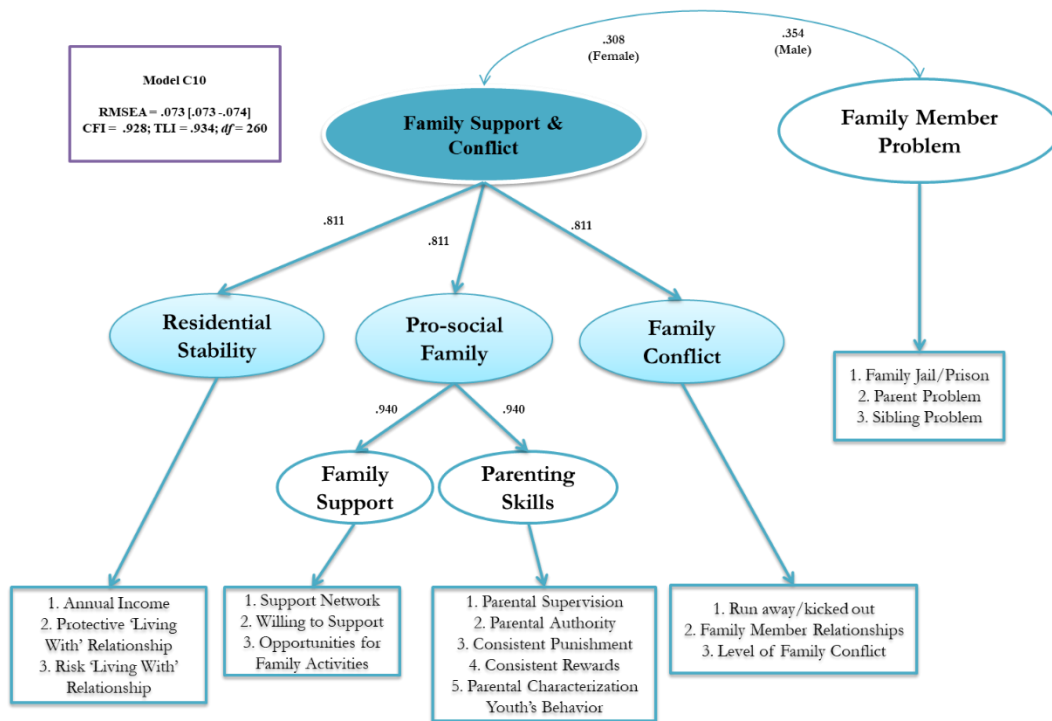 .308
(Female)
.354
(Male)
Model C10
RMSEA = .073 [.073 -.074]
CFI = .928; TLI = .934; df = 260
Family Support &
Conflict
Family Member
Problem
.811
.811
.811
Residential
Stability
Pro-social
Family
Family
Conflict
1. Family Jail/Prison
2. Parent Problem
3. Sibling Problem
.940
.940
Family
Support
Parenting
Skills
1. Annual Income
2. Protective ‘Living
With’ Relationship
3. Risk ‘Living With’
Relationship
1. Support Network
2. Willing to Support
3. Opportunities for
Family Activities
1. Parental Supervision
2. Parental Authority
3. Consistent Punishment
4. Consistent Rewards
5. Parental Characterization
Youth’s Behavior
1. Run away/kicked out
2. Family Member Relationships
3. Level of Family Conflict